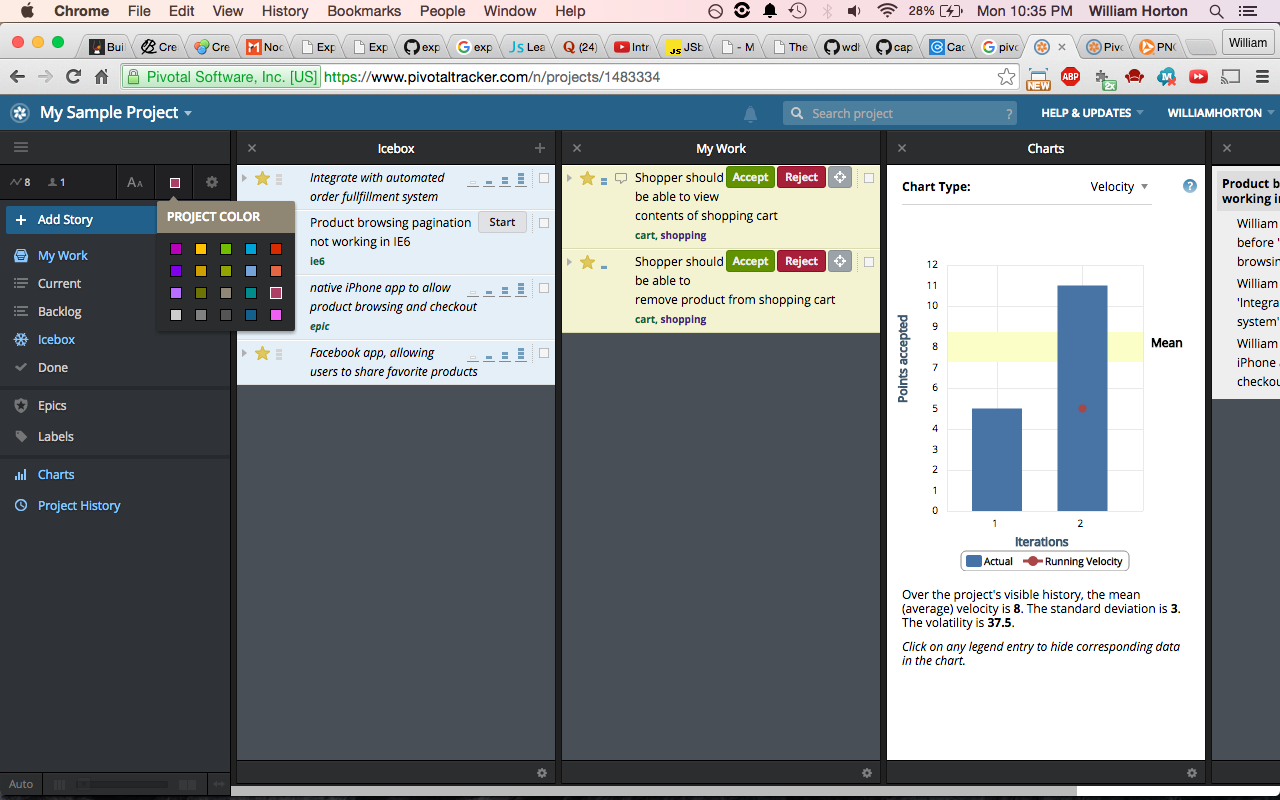 Chrome File Edit View History Bookmarks People Window Help 28% Mon 10:35 PM William Horton
Bui Cre Cre Noc Exp Exp exp exp Lea Q (24) Intr JSb - M The wdh cap Cac pivo Pivo PNG William
Pivotal Software, Inc. [US] https://www.pivotaltracker.com/n/projects/1483334 NEW ABP 2x
My Sample Project Search project ? HELP & UPDATES WILLIAMHORTON
8 1 AA
Add Story
PROJECT COLOR
My Work
Current
Backlog
Icebox
Done
Epics
Labels
Charts
Project History
Auto
Icebox
Integrate with automated
order fullfillment system
Product browsing pagination Start
not working in IE6
ie6
native iPhone app to allow
product browsing and checkout
epic
Facebook app, allowing
users to share favorite products
My Work
Shopper should Accept Reject
be able to view
contents of shopping cart
cart, shopping
Shopper should Accept Reject
be able to
remove product from shopping cart
cart, shopping
Charts
Chart Type: Velocity ?
12
11
10
9
8
7
6
5
4
3
2
1
0
Points accepted
Mean
1 2
Iterations
Actual Running Velocity
Over the project's visible history, the mean
(average) velocity is 8. The standard deviation is 3.
The volatility is 37.5.
Click on any legend entry to hide corresponding data
in the chart.
Product b
working in
William
before '
browsin
William
'Integra
system'
William
iPhone a
checkou